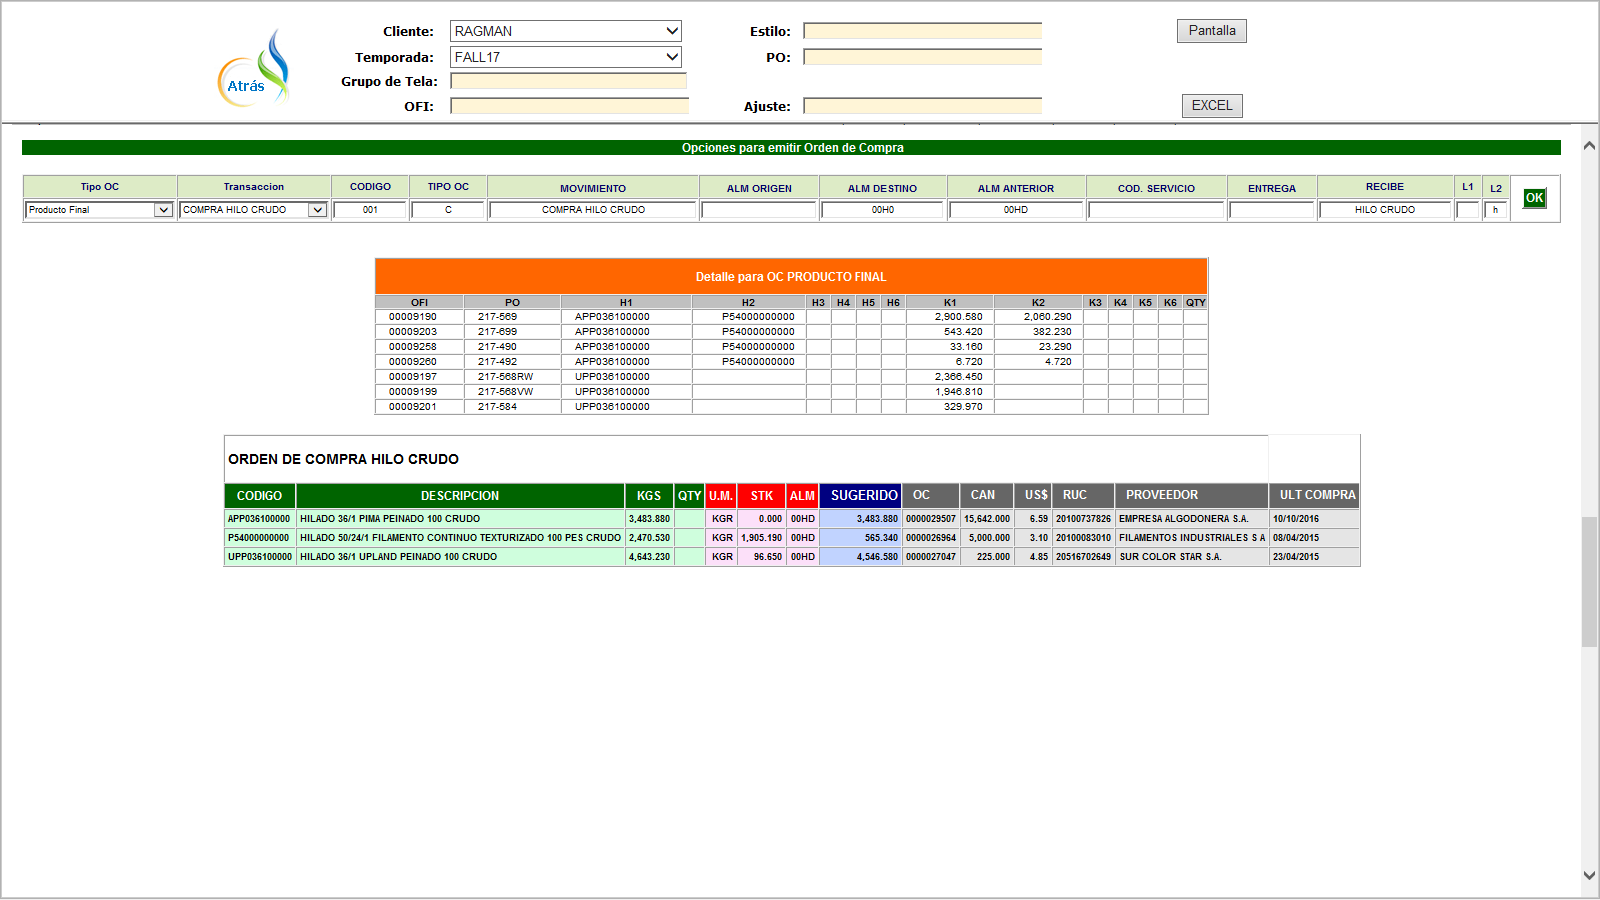 Cliente: RAGMAN Estilo: Pantalla
Temporada: FALL17 PO:
Atrás
Grupo de Tela:
OFI: Ajuste: EXCEL
Opciones para emitir Orden de Compra
Tipo OC Transaccion CODIGO TIPO OC MOVIMIENTO ALM ORIGEN ALM DESTINO ALM ANTERIOR COD. SERVICIO ENTREGA RECIBE L1 L2 OK
Producto Final COMPRA HILO CRUDO 001 C COMPRA HILO CRUDO 00H0 00HD HILO CRUDO h
Detalle para OC PRODUCTO FINAL
OFI PO H1 H2 H3 H4 H5 H6 K1 K2 K3 K4 K5 K6 QTY
00009190 217-569 APP036100000 P54000000000 2,900.580 2,060.290
00009203 217-699 APP036100000 P54000000000 543.420 382.230
00009258 217-490 APP036100000 P54000000000 33.160 23.290
00009260 217-492 APP036100000 P54000000000 6.720 4.720
00009197 217-568RW UPP036100000 2,366.450
00009199 217-568VW UPP036100000 1,946.810
00009201 217-584 UPP036100000 329.970
ORDEN DE COMPRA HILO CRUDO
CODIGO DESCRIPCION KGS QTY U.M. STK ALM SUGERIDO OC CAN US$ RUC PROVEEDOR ULT COMPRA
APP036100000 HILADO 36/1 PIMA PEINADO 100 CRUDO 3,483.880 KGR 0.000 00HD 3,483.880 0000029507 15,642.000 6.59 20100737826 EMPRESA ALGODONERA S.A. 10/10/2016
P54000000000 HILADO 50/24/1 FILAMENTO CONTINUO TEXTURIZADO 100 PES CRUDO 2,470.530 KGR 1,905.190 00HD 565.340 0000026964 5,000.000 3.10 20100083010 FILAMENTOS INDUSTRIALES S A 08/04/2015
UPP036100000 HILADO 36/1 UPLAND PEINADO 100 CRUDO 4,643.230 KGR 96.650 00HD 4,546.580 0000027047 225.000 4.85 20516702649 SUR COLOR STAR S.A. 23/04/2015